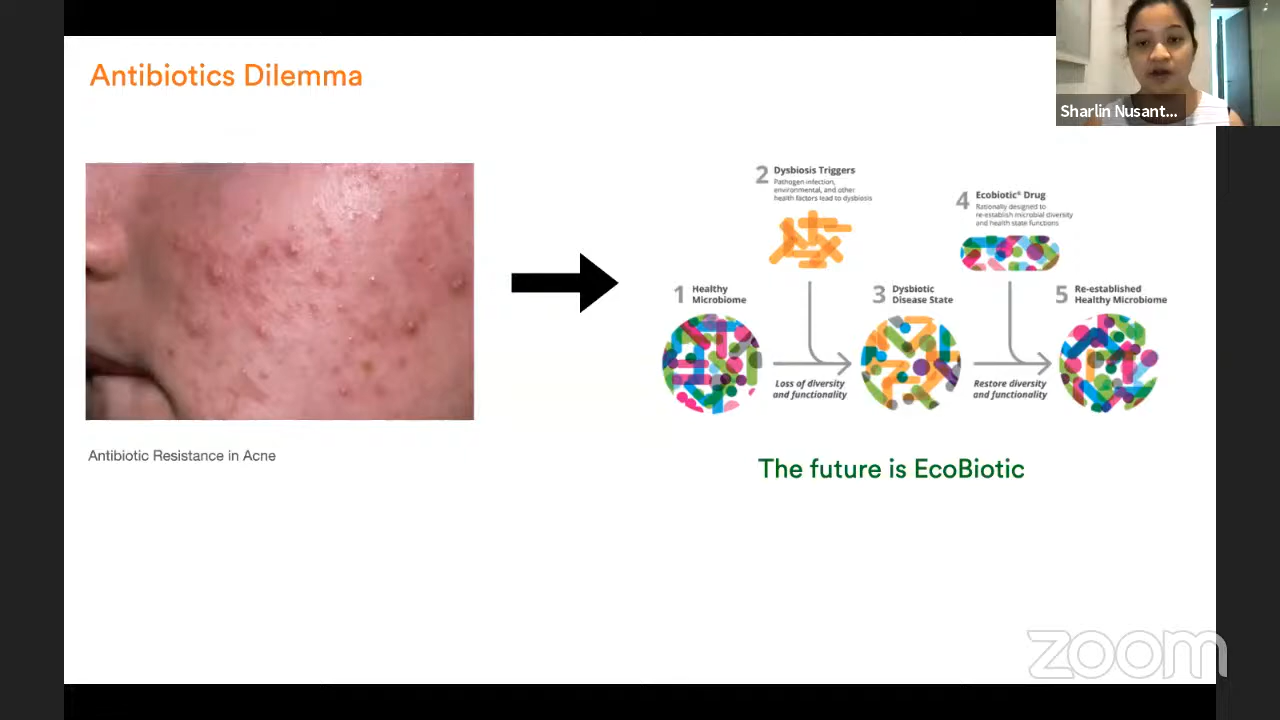 Antibiotics Dilemma
Sharlin Nusant...
2 Dysbiosis Triggers
Pathogen infection,
environmental, and other
health factors lead to dysbiosis
4 Ecobiotic® Drug
Rationally designed to
re-establish microbial diversity
and health state functions
1 Healthy
Microbiome
3 Dysbiotic
Disease State
5 Re-established
Healthy Microbiome
Loss of diversity
and functionality
Restore diversity
and functionality
Antibiotic Resistance in Acne
The future is EcoBiotic
zoom